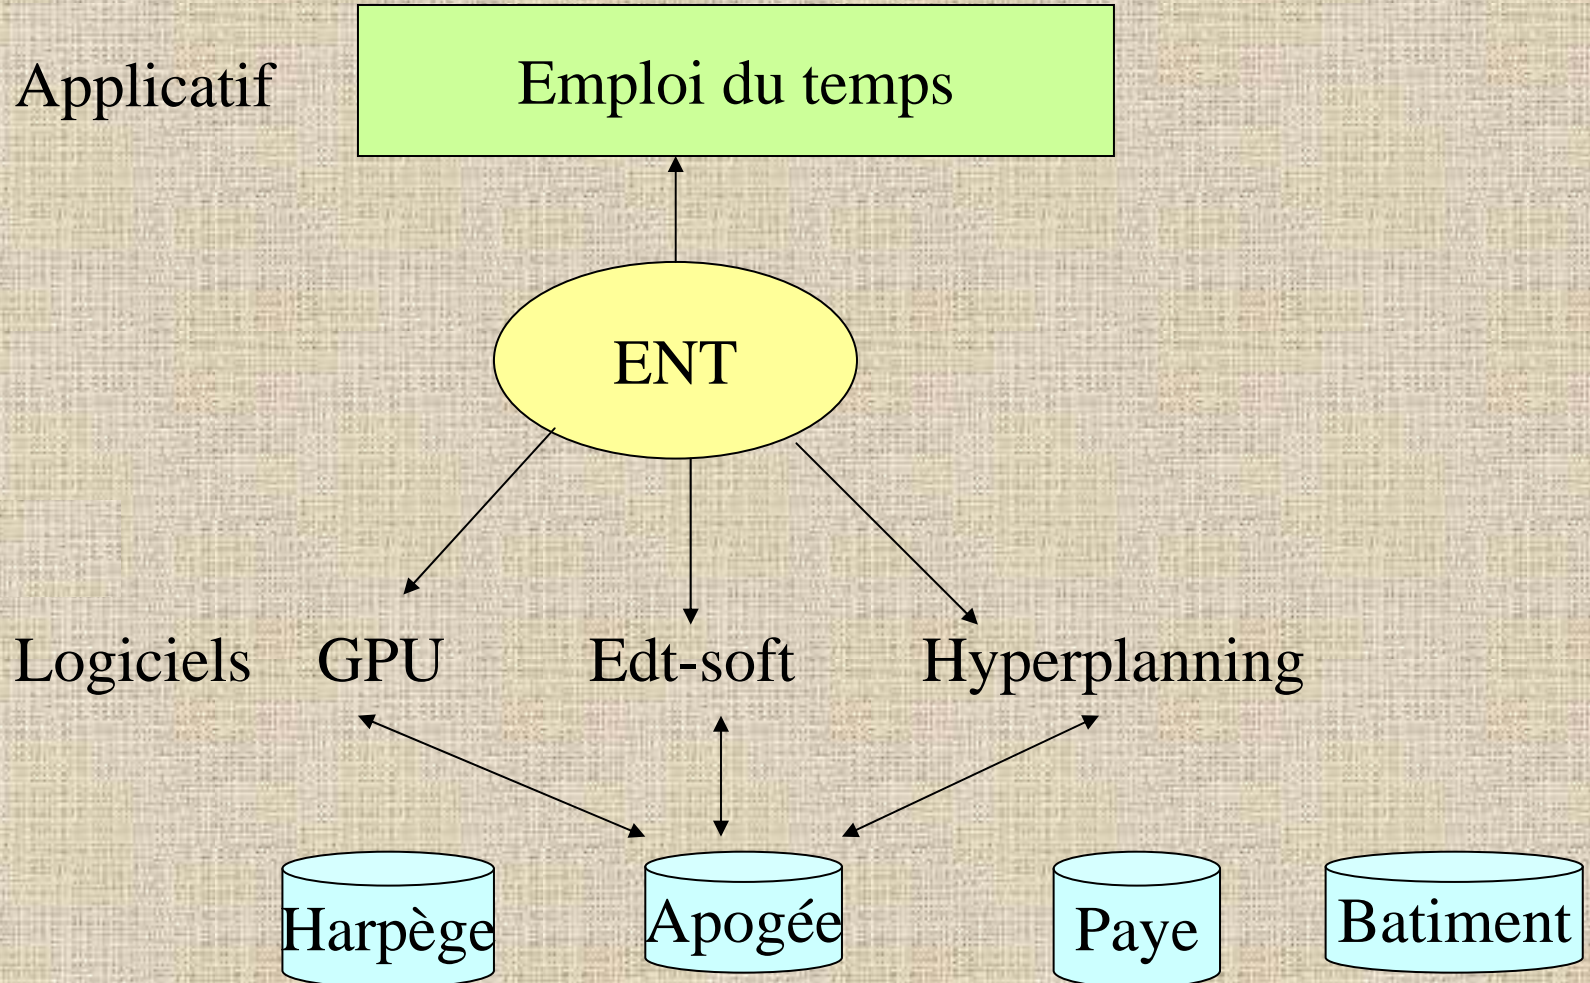 Applicatif
Emploi du temps
ENT
Logiciels GPU Edt-soft Hyperplanning
Harpège Apogée Paye Batiment